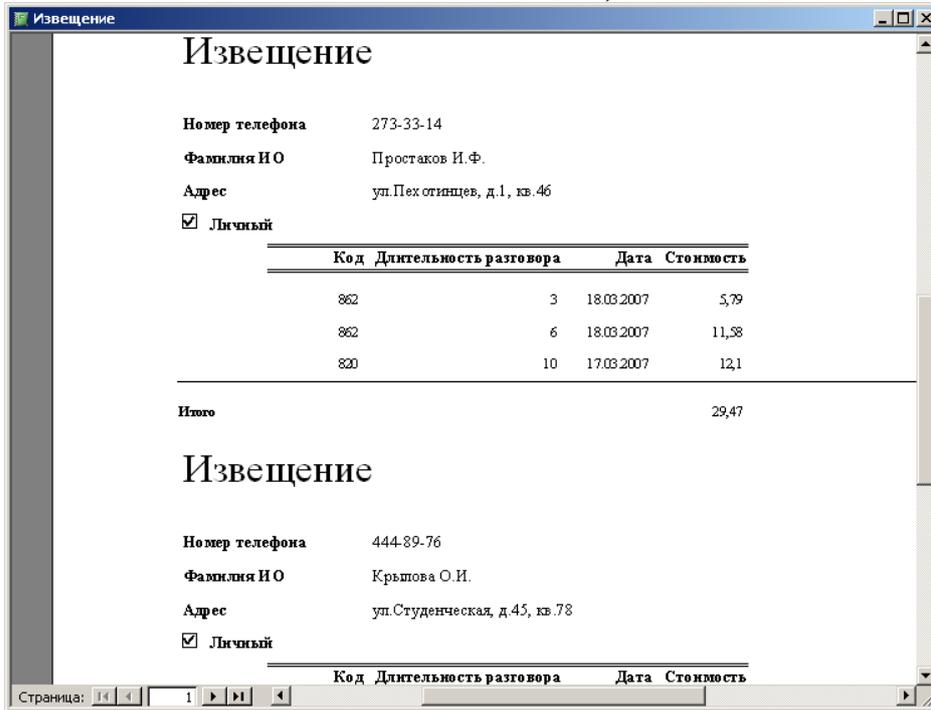 Извещение
Извещение
Номер телефона 273-33-14
Фамилия И О Простаков И.Ф.
Адрес ул.Пехотинцев, д.1, кв.46
Личный
Код Длительность разговора Дата Стоимость
862 3 18.03.2007 5,79
862 6 18.03.2007 11,58
820 10 17.03.2007 12,1
Итого 29,47
Извещение
Номер телефона 444-89-76
Фамилия И О Крылова О.И.
Адрес ул.Студенческая, д.45, кв.78
Личный
Код Длительность разговора Дата Стоимость
Страница: 1